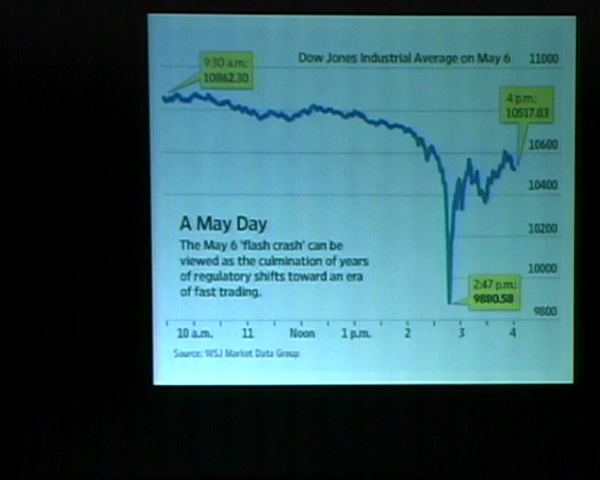 Dow Jones Industrial Average on May 6
11000
9:30 a.m.:
10862.30
4 p.m.:
10517.83
10600
10400
10200
10000
9800
A May Day
The May 6 'flash crash' can be
viewed as the culmination of years
of regulatory shifts toward an era
of fast trading.
2:47 p.m.:
9880.58
10 a.m. 11 Noon 1 p.m. 2 3 4
Source: WSJ Market Data Group